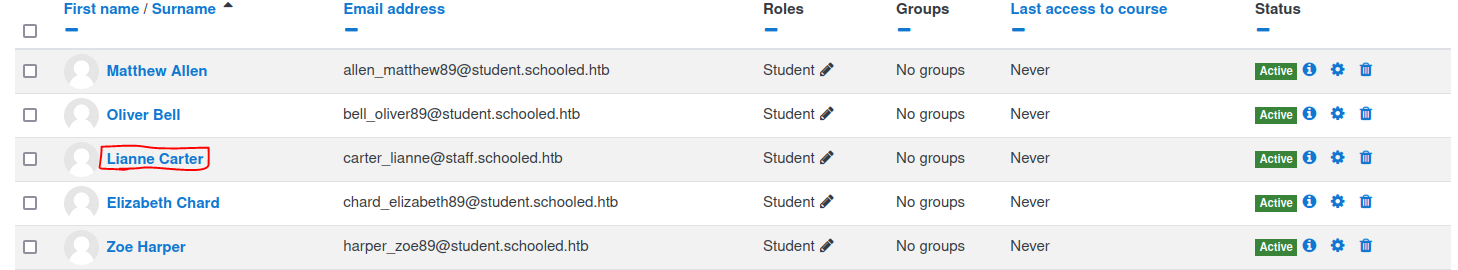 First name / Surname Email address Roles Groups Last access to course Status
Matthew Allen allen_matthew89@student.schooled.htb Student No groups Never Active
Oliver Bell bell_oliver89@student.schooled.htb Student No groups Never Active
Lianne Carter carter_lianne@staff.schooled.htb Student No groups Never Active
Elizabeth Chard chard_elizabeth89@student.schooled.htb Student No groups Never Active
Zoe Harper harper_zoe89@student.schooled.htb Student No groups Never Active